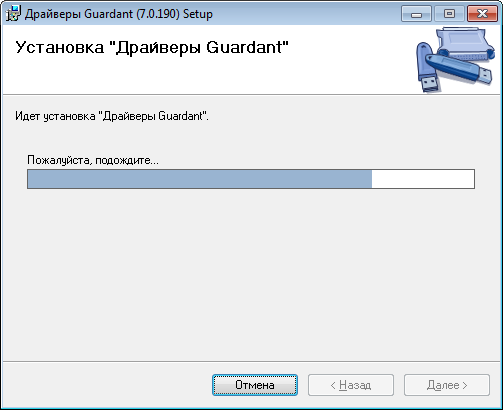 Драйверы Guardant (7.0.190) Setup
Установка "Драйверы Guardant"
Идет установка "Драйверы Guardant".
Пожалуйста, подождите...
Отмена
< Назад
Далее >